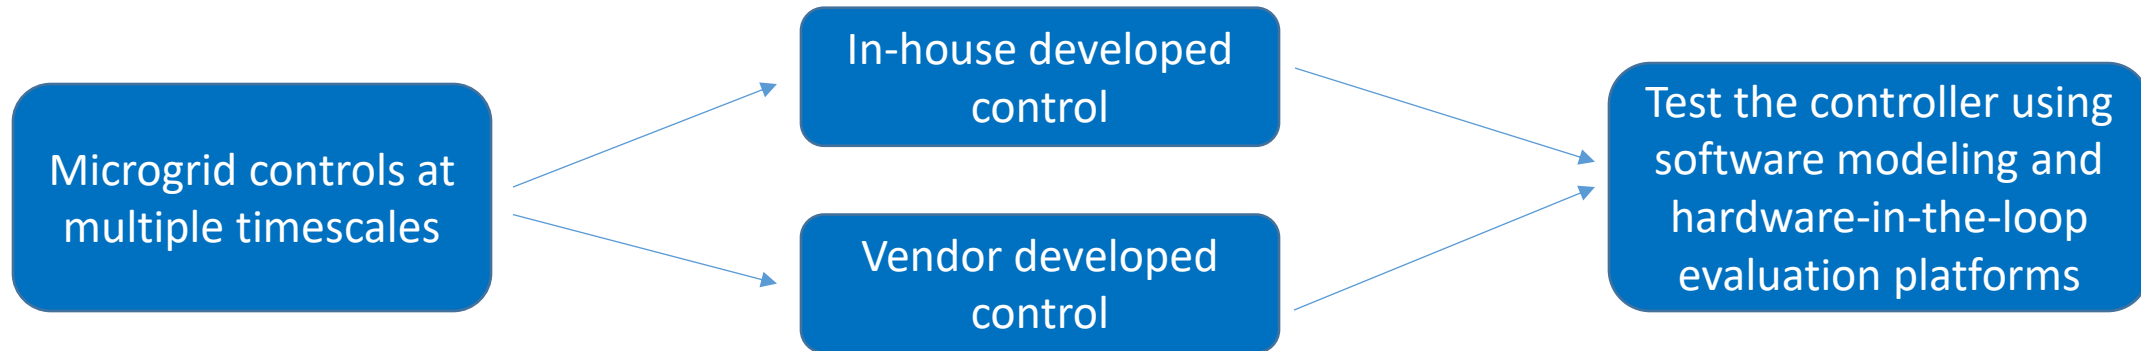 Microgrid controls at
multiple timescales
In-house developed
control
Vendor developed
control
Test the controller using
software modeling and
hardware-in-the-loop
evaluation platforms